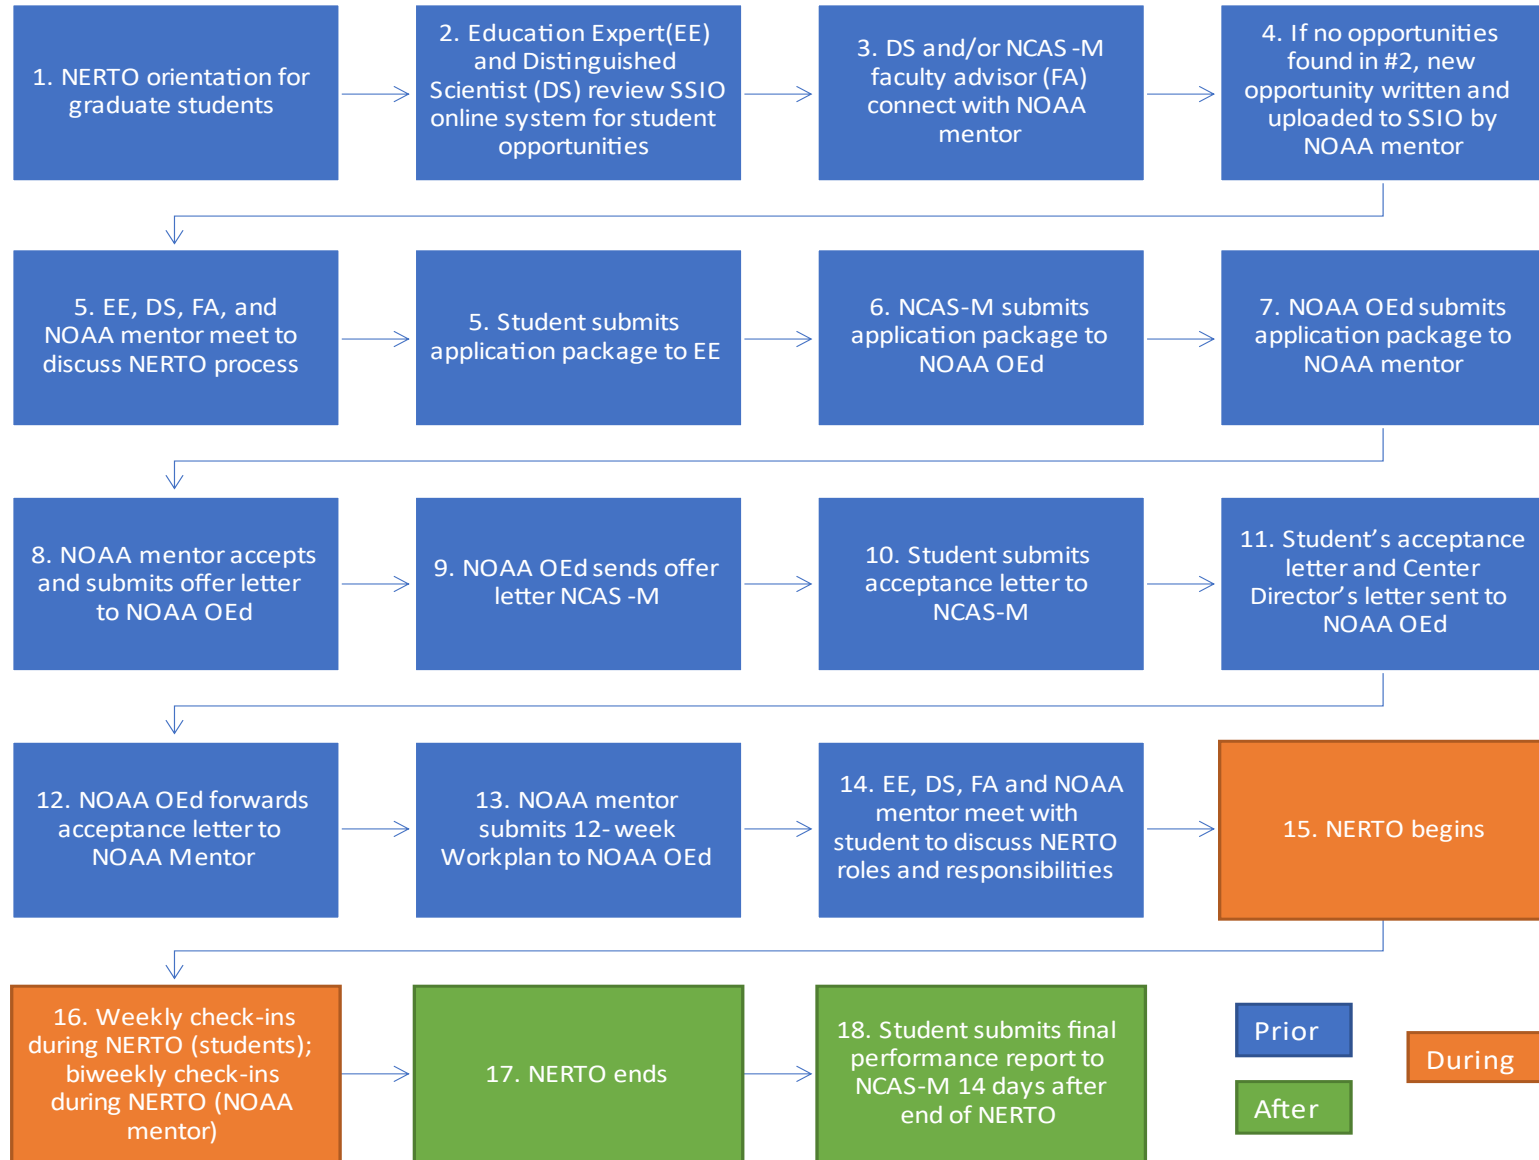 1. NERTO orientation for
graduate students
2. Education Expert(EE)
and Distinguished
Scientist (DS) review SSIO
online system for student
opportunities
3. DS and/or NCAS -M
faculty advisor (FA)
connect with NOAA
mentor
4. If no opportunities
found in #2, new
opportunity written and
uploaded to SSIO by
NOAA mentor
5. EE, DS, FA, and
NOAA mentor meet to
discuss NERTO process
5. Student submits
application package to EE
6. NCAS-M submits
application package to
NOAA OEd
7. NOAA OEd submits
application package to
NOAA mentor
8. NOAA mentor accepts
and submits offer letter
to NOAA OEd
9. NOAA OEd sends offer
letter NCAS -M
10. Student submits
acceptance letter to
NCAS-M
11. Student’s acceptance
letter and Center
Director’s letter sent to
NOAA OEd
12. NOAA OEd forwards
acceptance letter to
NOAA Mentor
13. NOAA mentor
submits 12- week
Workplan to NOAA OEd
14. EE, DS, FA and NOAA
mentor meet with
student to discuss NERTO
roles and responsibilities
15. NERTO begins
16. Weekly check-ins
during NERTO (students);
biweekly check-ins
during NERTO (NOAA
mentor)
17. NERTO ends
18. Student submits final
performance report to
NCAS-M 14 days after
end of NERTO
Prior
During
After